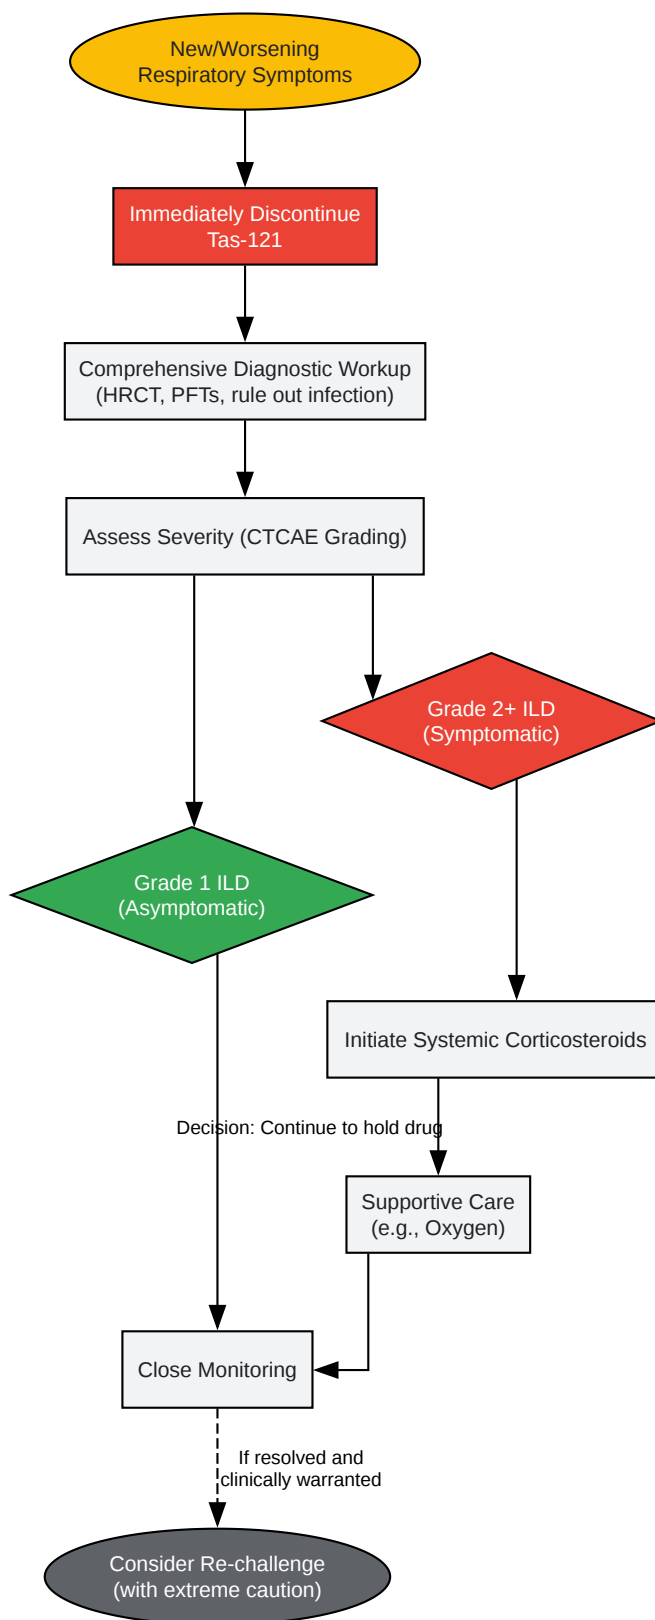 New/Worsening
Respiratory Symptoms
Immediately Discontinue
Tas-121
Comprehensive Diagnostic Workup
(HRCT, PFTs, rule out infection)
Assess Severity (CTCAE Grading)
Grade 2+ ILD
(Symptomatic)
Grade 1 ILD
(Asymptomatic)
Initiate Systemic Corticosteroids
Decision: Continue to hold drug
Supportive Care
(e.g., Oxygen)
Close Monitoring
If resolved and
clinically warranted
Consider Re-challenge
(with extreme caution)